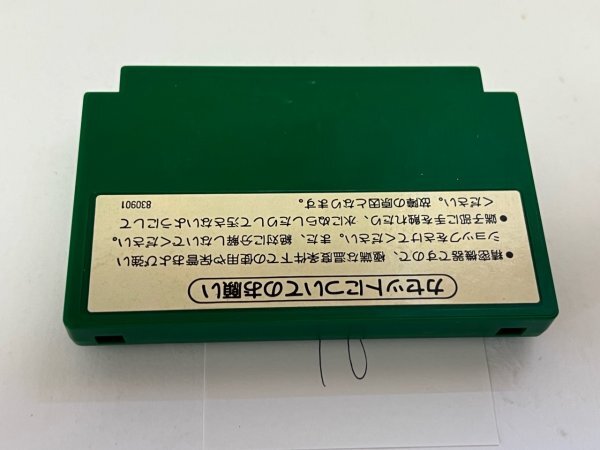 カセットについてのお願い
●精密機器ですので、極端な温度条件下での使用や保管および強い
ショックをさけてください。また、絶対に分解しないでください。
●端子部に手を触れたり、水にぬらしたりして汚さないようにして
ください。故障の原因となります。
830901